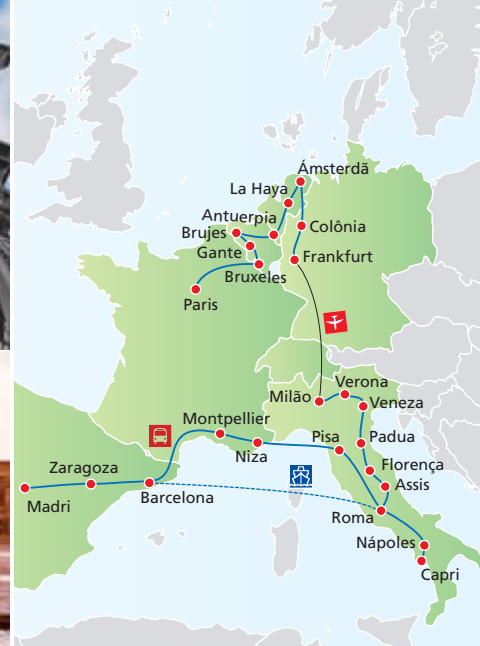 Ámsterdã
La Haya
Antuerpia
Brujes
Colônia
Gante
Frankfurt
Bruxeles
Paris
Verona
Milão
Veneza
Montpellier
Pisa
Padua
Niza
Florença
Zaragoza
Assis
Barcelona
Madri
Roma
Nápoles
Capri